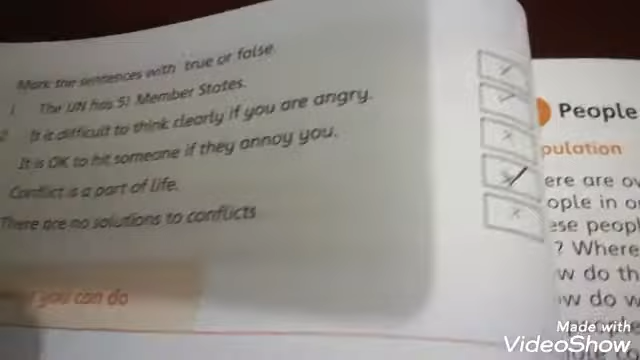 Mark the sentences with true or false.
1 The UN has 51 Member States.
2 It is difficult to think clearly if you are angry.
It is OK to hit someone if they annoy you.
Conflict is a part of life.
There are no solutions to conflicts
you can do
People
pulation
ere are ov
ople in o
ese peopl
? Where
w do th
w do w
people
Made with
VideoShow